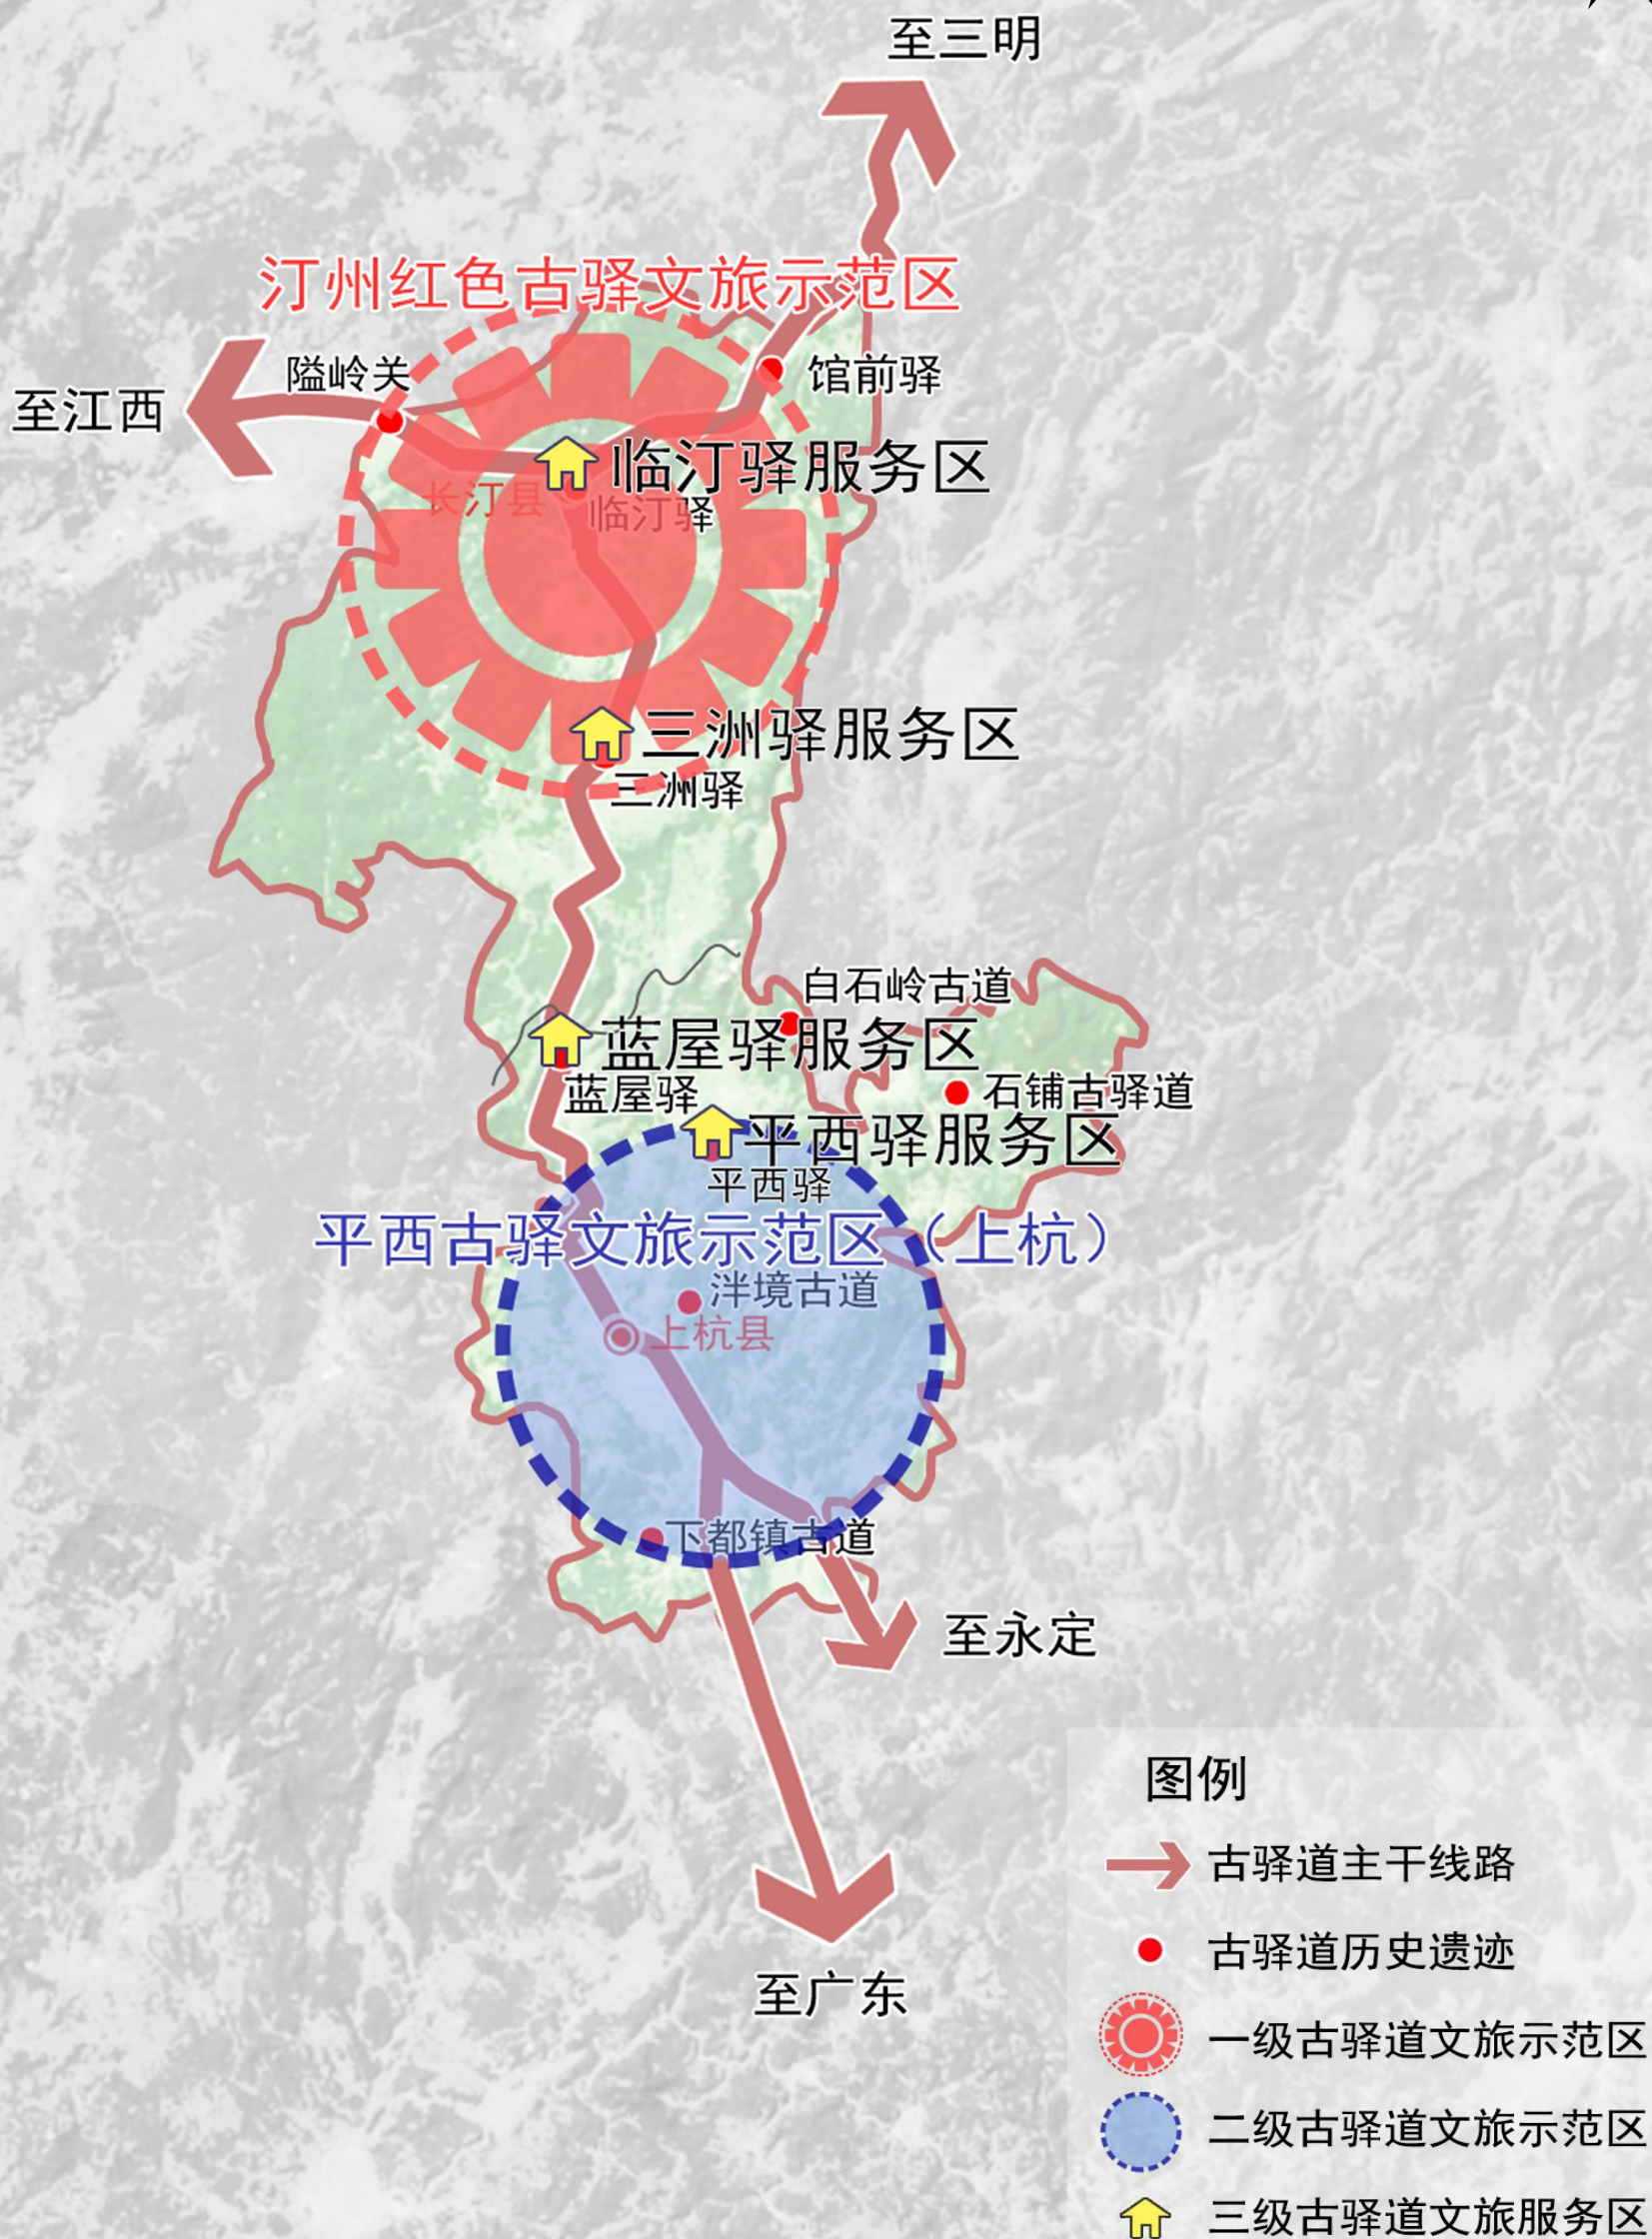 至三明
汀州红色古驿文旅示范区
隘岭关
馆前驿
至江西
临汀驿服务区
长汀县
临汀驿
三洲驿服务区
三洲驿
白石岭古道
蓝屋驿服务区
蓝屋驿
石铺古驿道
平西驿服务区
平西驿
平西古驿文旅示范区（上杭）
泮境古道
上杭县
下都镇古道
至永定
至广东
图例
古驿道主干线路
古驿道历史遗迹
一级古驿道文旅示范区
二级古驿道文旅示范区
三级古驿道文旅服务区